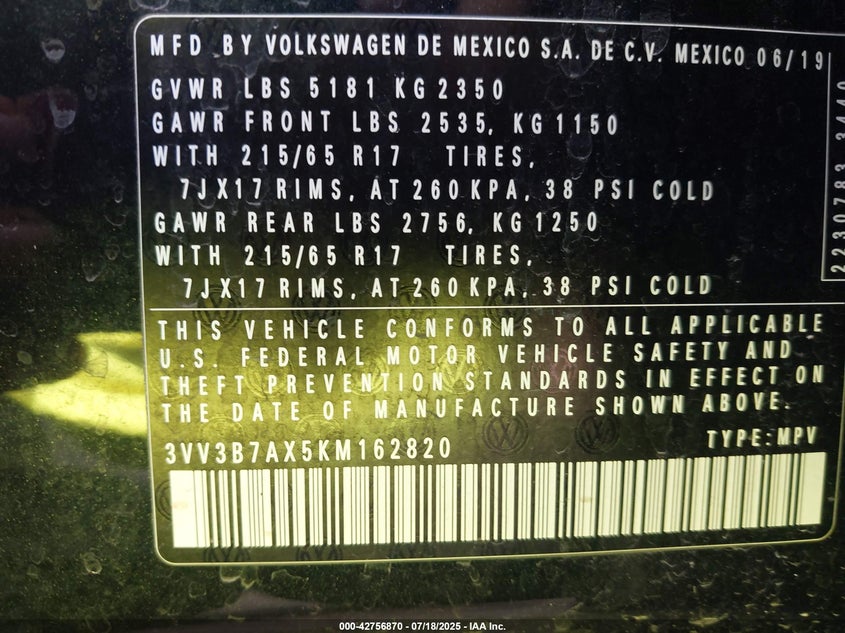 MFD BY VOLKSWAGEN DE MEXICO S.A. DE C.V. MEXICO 06/19
GVWR LBS 5181 KG 2350
GAWR FRONT LBS 2535, KG 1150
WITH 215/65 R17 TIRES,
7JX17 RIMS, AT 260 KPA, 38 PSI COLD
GAWR REAR LBS 2756, KG 1250
WITH 215/65 R17 TIRES,
7JX17 RIMS, AT 260 KPA, 38 PSI COLD
2230783 3440
THIS VEHICLE CONFORMS TO ALL APPLICABLE
U.S. FEDERAL MOTOR VEHICLE SAFETY AND
THEFT PREVENTION STANDARDS IN EFFECT ON
THE DATE OF MANUFACTURE SHOWN ABOVE.
3VV3B7AX5KM162820 TYPE: MPV
000-42756870 - 07/18/2025 - IAA Inc.